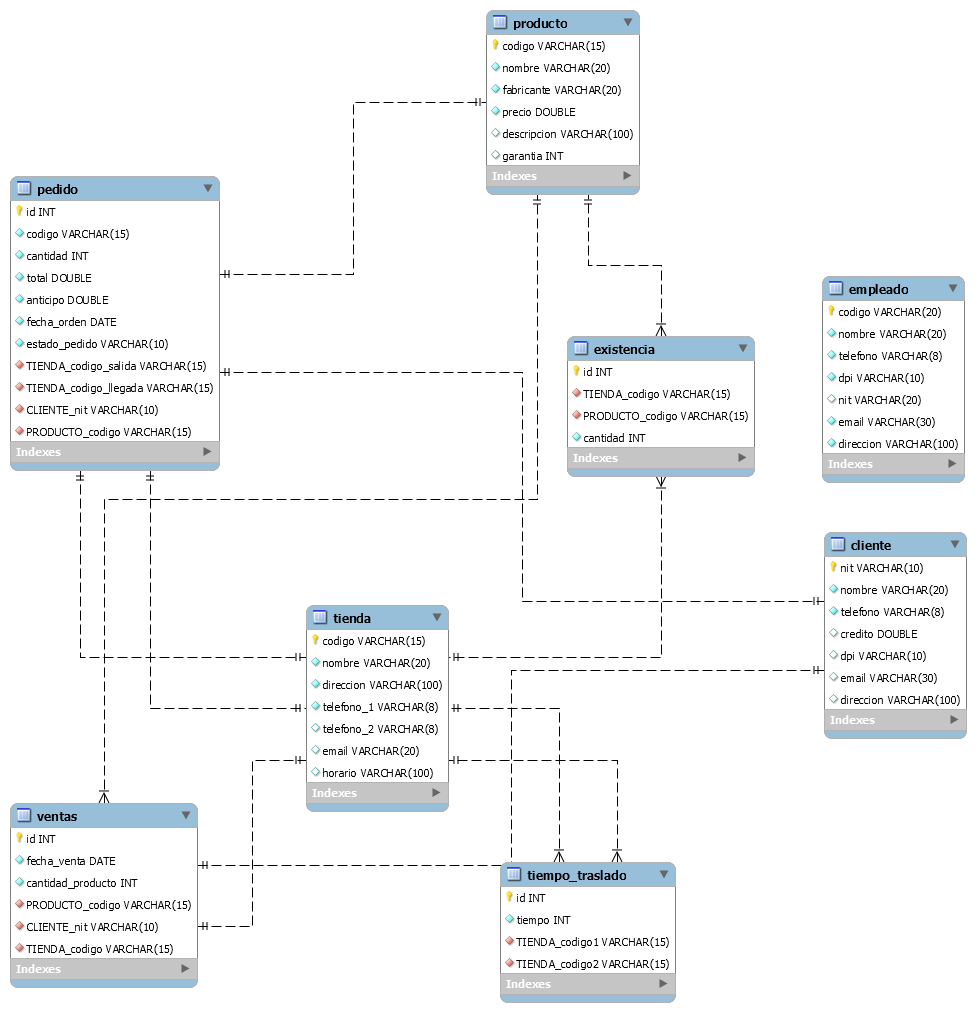 producto
codigo VARCHAR(15)
nombre VARCHAR(20)
fabricante VARCHAR(20)
precio DOUBLE
descripcion VARCHAR(100)
garantia INT
Indexes
pedido
id INT
codigo VARCHAR(15)
cantidad INT
total DOUBLE
anticipo DOUBLE
fecha_orden DATE
estado_pedido VARCHAR(10)
TIENDA_codigo_salida VARCHAR(15)
TIENDA_codigo_llegada VARCHAR(15)
CLIENTE_nit VARCHAR(10)
PRODUCTO_codigo VARCHAR(15)
Indexes
empleado
codigo VARCHAR(20)
nombre VARCHAR(20)
telefono VARCHAR(8)
dpi VARCHAR(10)
nit VARCHAR(20)
email VARCHAR(30)
direccion VARCHAR(100)
Indexes
existencia
id INT
TIENDA_codigo VARCHAR(15)
PRODUCTO_codigo VARCHAR(15)
cantidad INT
Indexes
cliente
nit VARCHAR(10)
nombre VARCHAR(20)
telefono VARCHAR(8)
credito DOUBLE
dpi VARCHAR(10)
email VARCHAR(30)
direccion VARCHAR(100)
Indexes
tienda
codigo VARCHAR(15)
nombre VARCHAR(20)
direccion VARCHAR(100)
telefono_1 VARCHAR(8)
telefono_2 VARCHAR(8)
email VARCHAR(20)
horario VARCHAR(100)
Indexes
ventas
id INT
fecha_venta DATE
cantidad_producto INT
PRODUCTO_codigo VARCHAR(15)
CLIENTE_nit VARCHAR(10)
TIENDA_codigo VARCHAR(15)
Indexes
tiempo_traslado
id INT
tiempo INT
TIENDA_codigo1 VARCHAR(15)
TIENDA_codigo2 VARCHAR(15)
Indexes